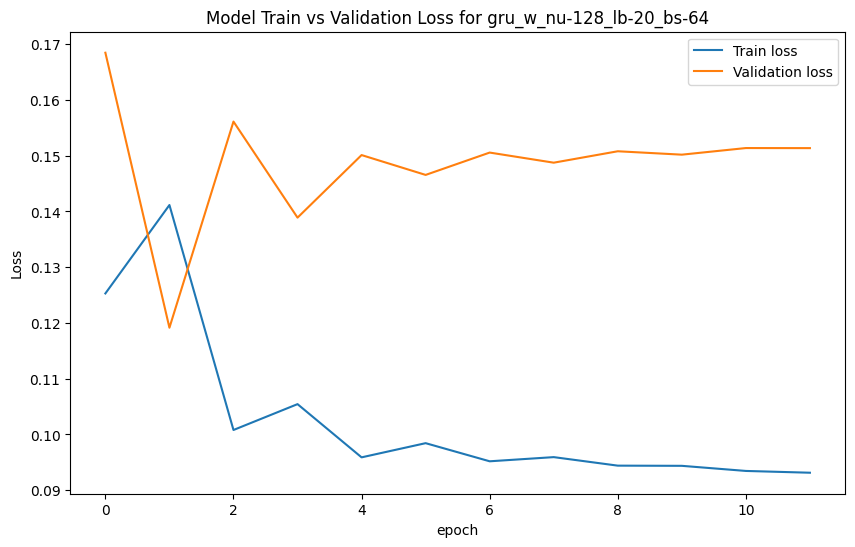 Model Train vs Validation Loss for gru_w_nu-128_lb-20_bs-64
Train loss
Validation loss
0.17
0.16
0.15
0.14
0.13
0.12
0.11
0.10
0.09
Loss
0 2 4 6 8 10
epoch